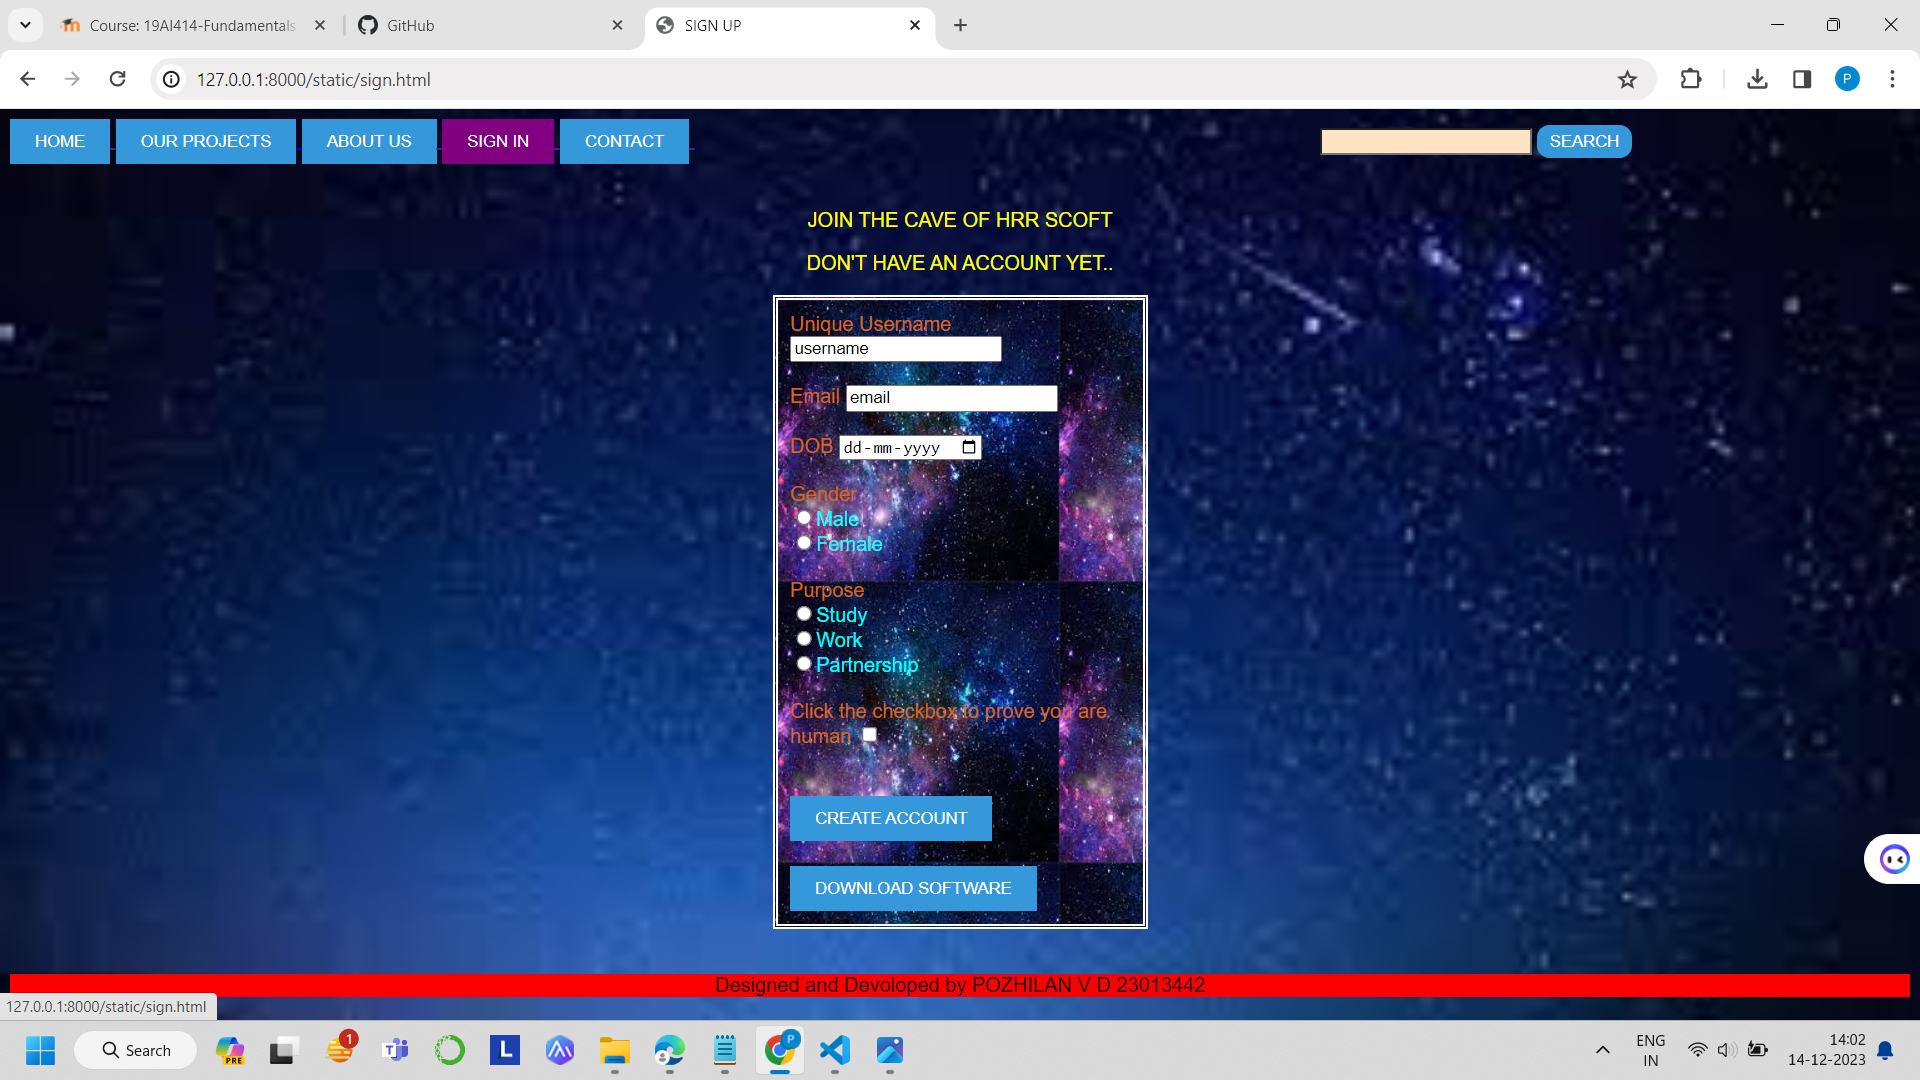 Course: 19AI414-Fundamentals
GitHub
SIGN UP
127.0.0.1:8000/static/sign.html
P
HOME
OUR PROJECTS
ABOUT US
SIGN IN
CONTACT
SEARCH
JOIN THE CAVE OF HRR SCOFT
DON'T HAVE AN ACCOUNT YET..
Unique Username
username
Email email
DOB dd-mm-yyyy
Gender
Male
Female
Purpose
Study
Work
Partnership
Click the checkbox to prove you are
human
CREATE ACCOUNT
DOWNLOAD SOFTWARE
Designed and Devoloped by POZHILAN V D 23013442
127.0.0.1:8000/static/sign.html
Search
PRE
1
T
L
P
ENG
IN
14:02
14-12-2023